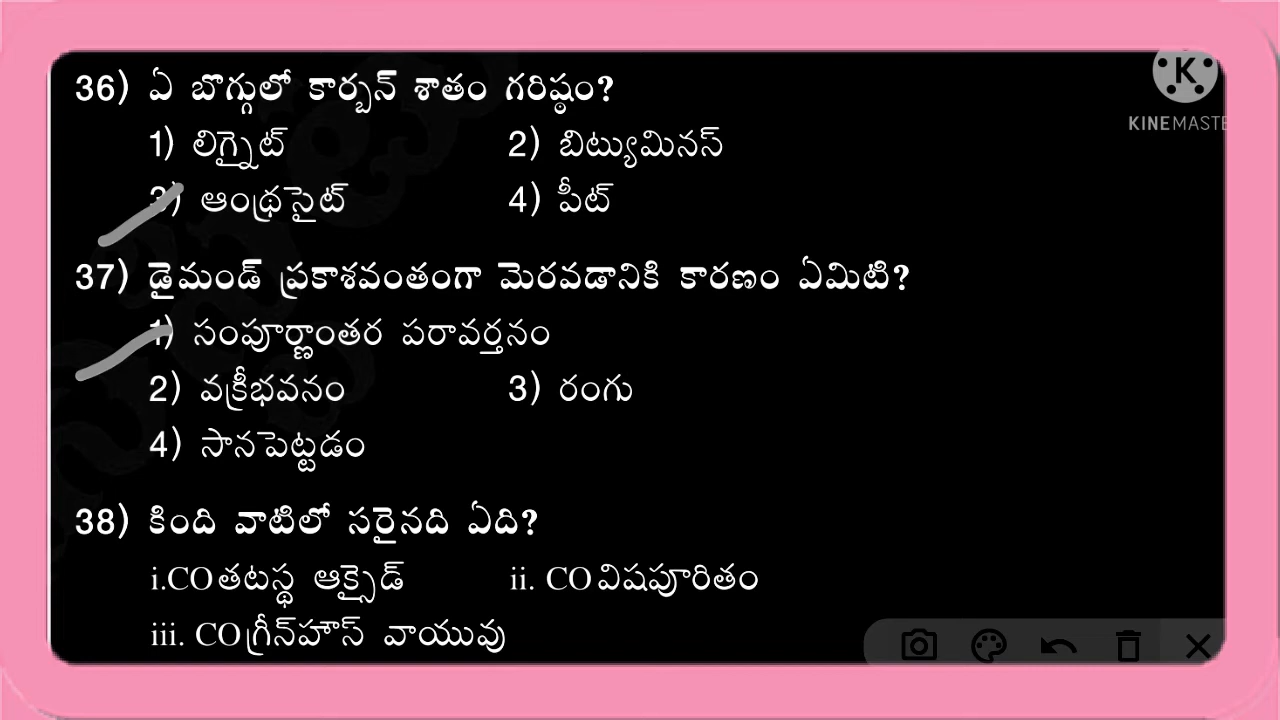 36) ఏ బొగ్గులో కార్బన్ శాతం గరిష్ఠం?
1) లిగ్నైట్ 2) బిట్యుమినస్
3) ఆంథ్రసైట్ 4) పీట్
37) డైమండ్ ప్రకాశవంతంగా మెరవడానికి కారణం ఏమిటి?
1) సంపూర్ణాంతర పరావర్తనం
2) వక్రీభవనం 3) రంగు
4) సానపెట్టడం
38) కింది వాటిలో సరైనది ఏది?
i.CO తటస్థ ఆక్సైడ్ ii. CO విషపూరితం
iii. CO గ్రీన్‌హౌస్ వాయువు
K
KINEMASTE